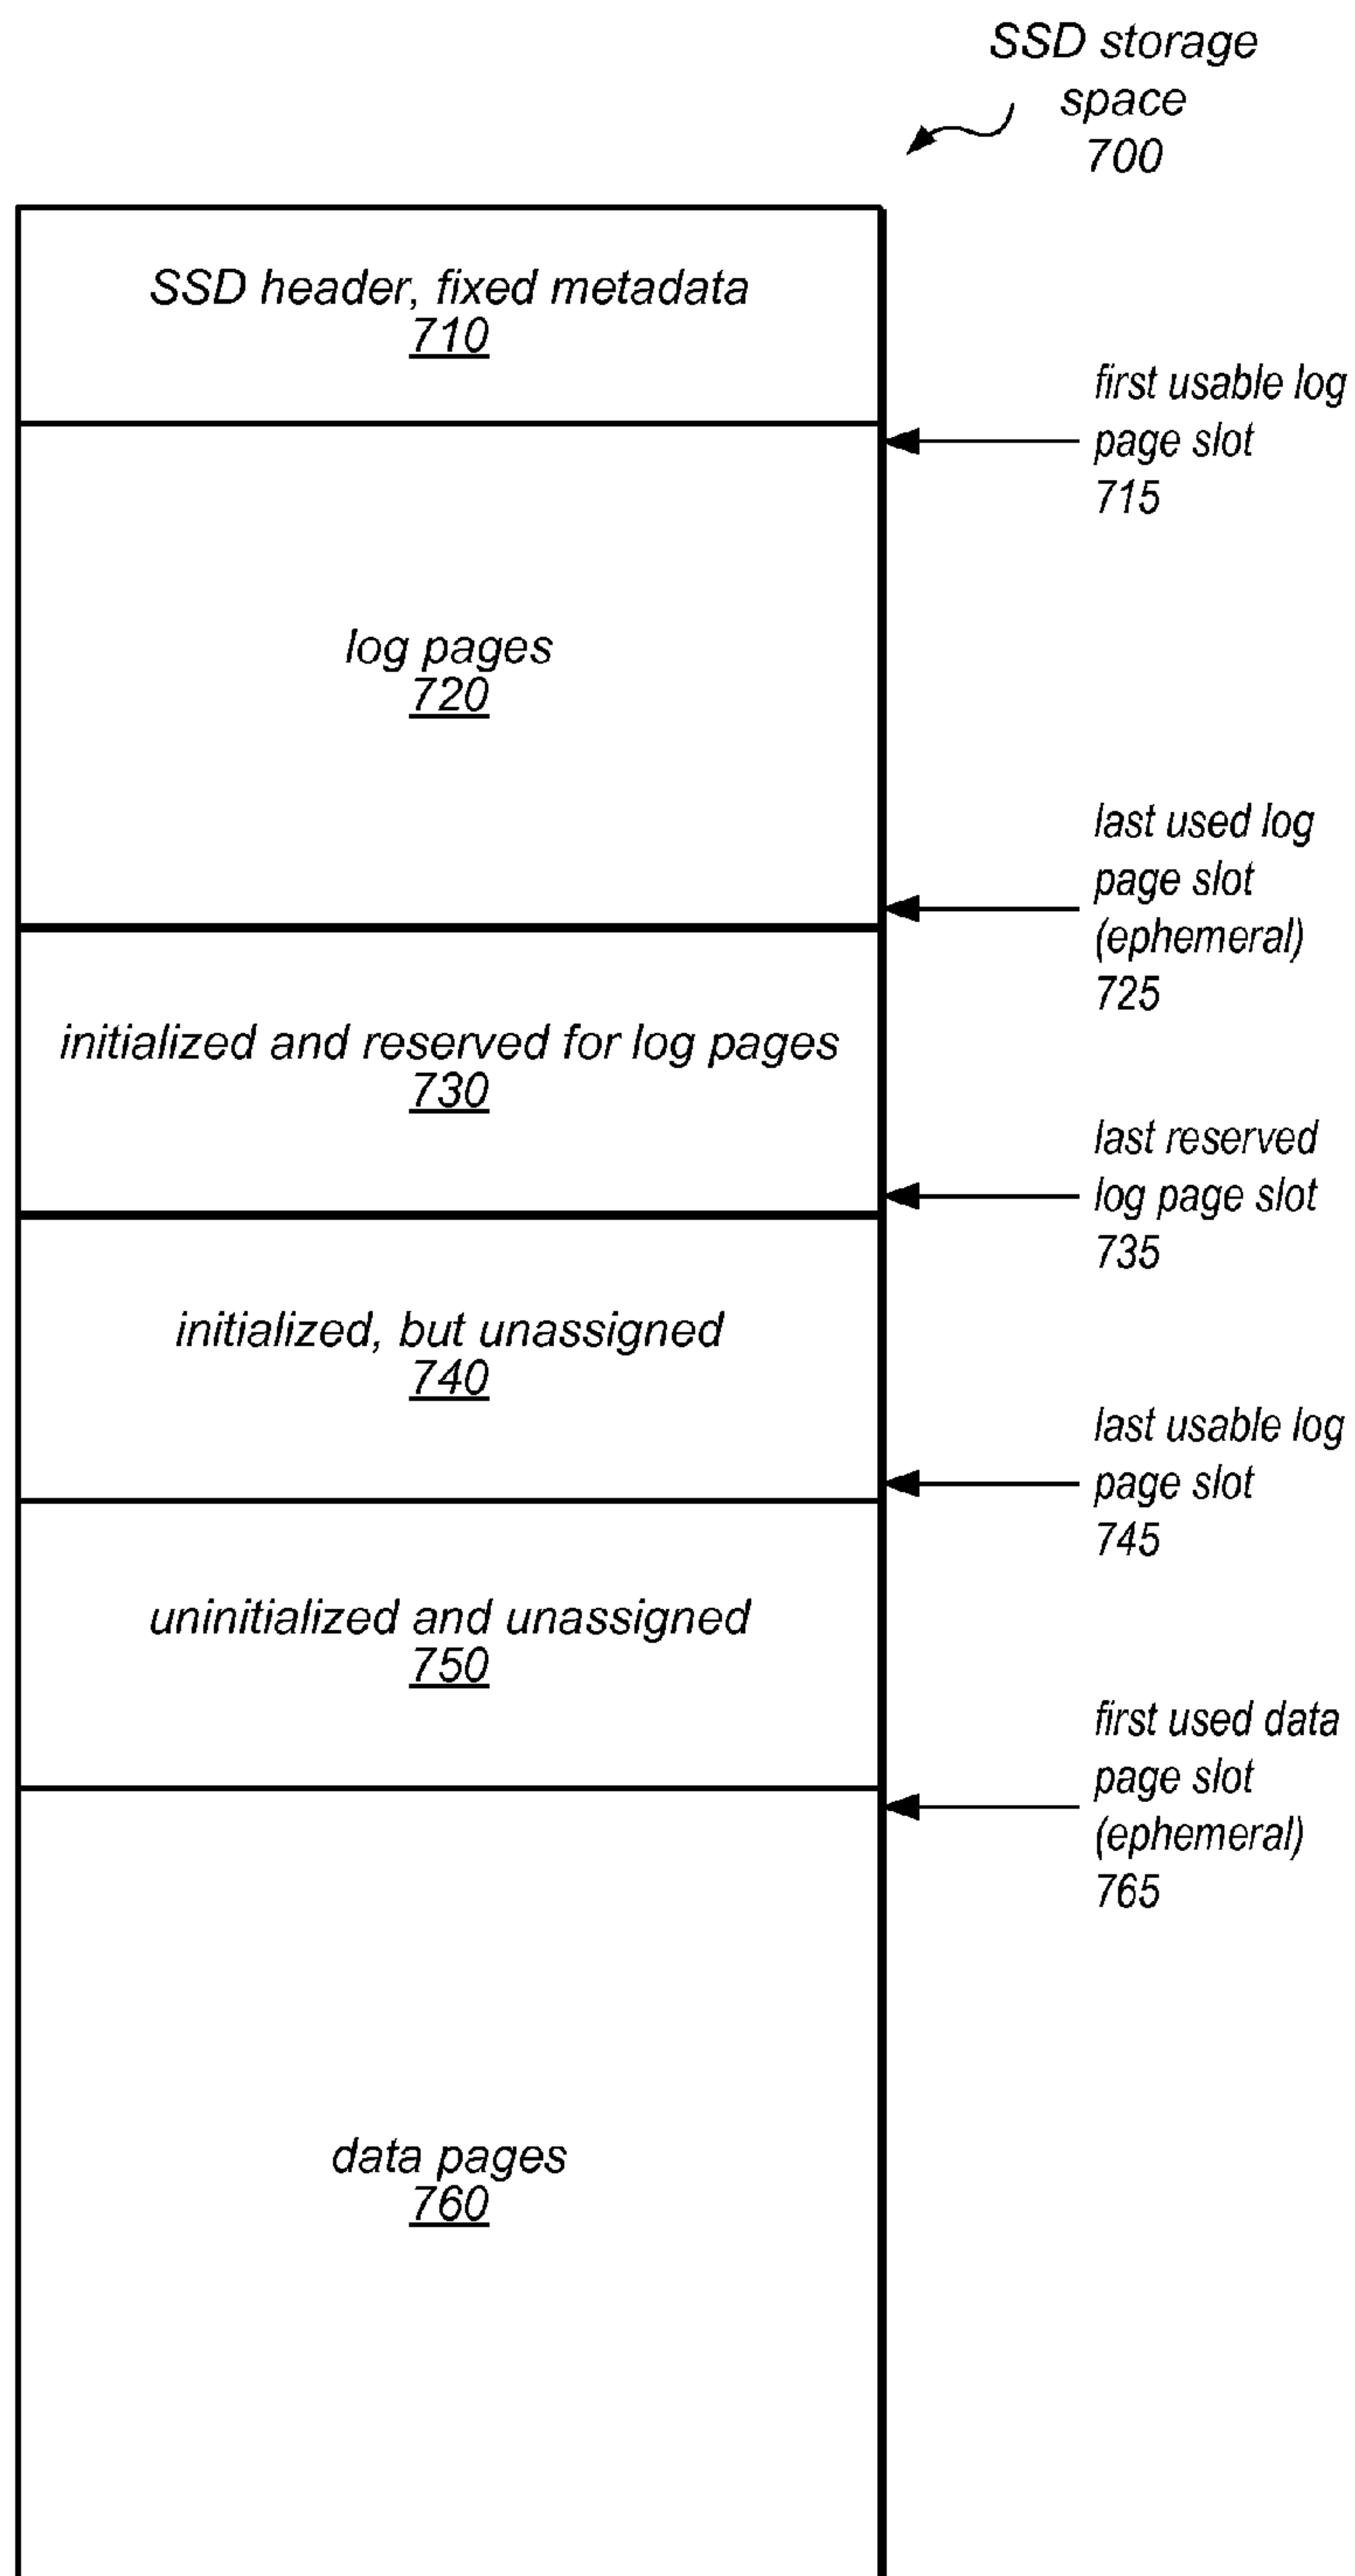 SSD storage
space
700
SSD header, fixed metadata
710
first usable log
page slot
715
log pages
720
last used log
page slot
(ephemeral)
725
initialized and reserved for log pages
730
last reserved
log page slot
735
initialized, but unassigned
740
last usable log
page slot
745
uninitialized and unassigned
750
first used data
page slot
(ephemeral)
765
data pages
760